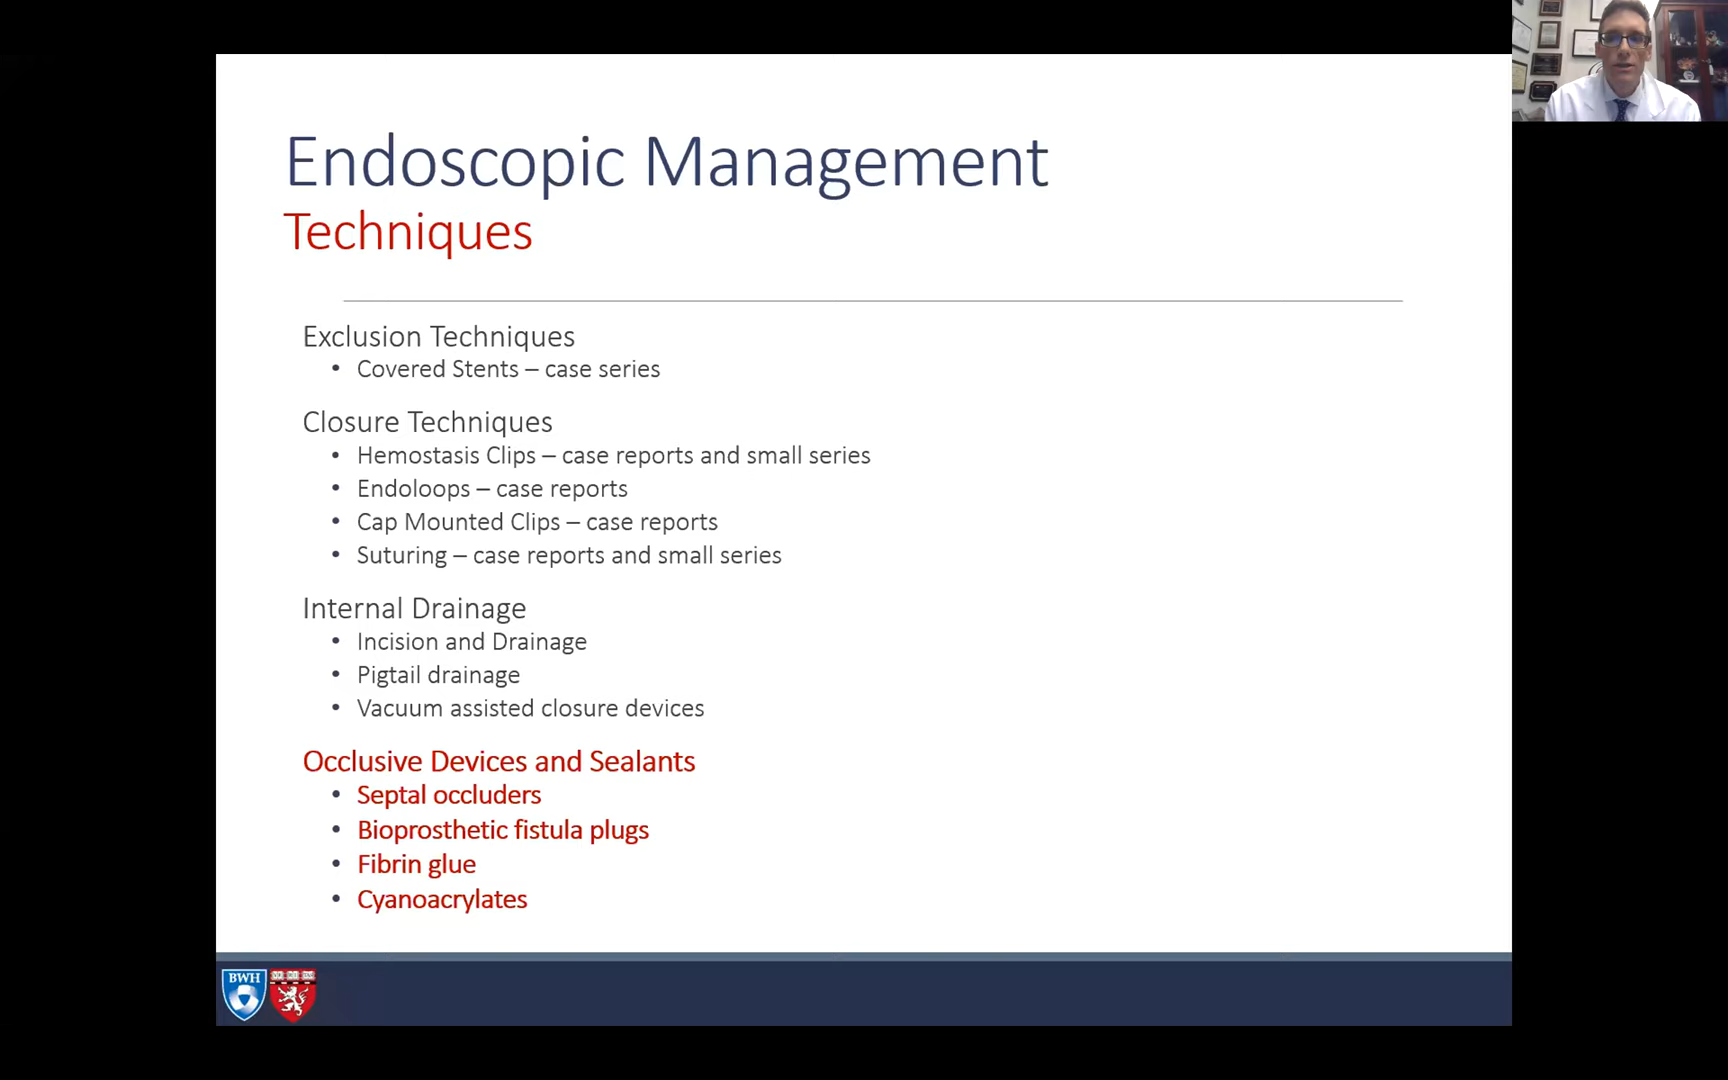 Endoscopic Management
Techniques
Exclusion Techniques
• Covered Stents – case series
Closure Techniques
• Hemostasis Clips – case reports and small series
• Endoloops – case reports
• Cap Mounted Clips – case reports
• Suturing – case reports and small series
Internal Drainage
• Incision and Drainage
• Pigtail drainage
• Vacuum assisted closure devices
Occlusive Devices and Sealants
• Septal occluders
• Bioprosthetic fistula plugs
• Fibrin glue
• Cyanoacrylates
BWH